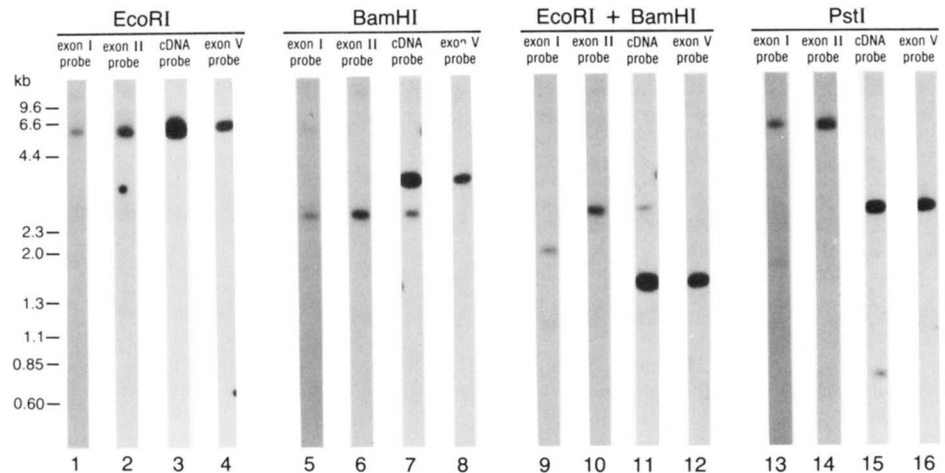 EcoRI BamHI EcoRI + BamHI PstI
exon I exon II cDNA exon V exon I exon II cDNA exon V exon I exon II cDNA exon V exon I exon II cDNA exon V
probe probe probe probe probe probe probe probe probe probe probe probe probe probe probe probe
kb
9.6
6.6
4.4
2.3
2.0
1.3
1.1
0.85
0.60
1 2 3 4 5 6 7 8 9 10 11 12 13 14 15 16